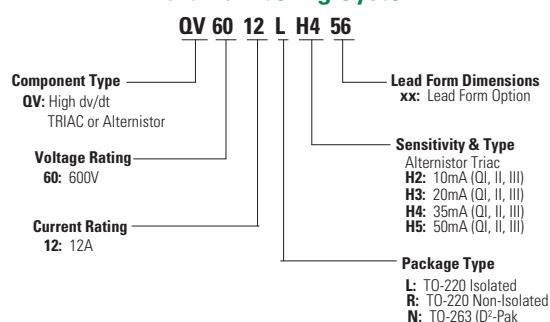 QV 60 12 L H4 56
Component Type
QV: High dv/dt
TRIAC or Alternistor
Voltage Rating
60: 600V
Current Rating
12: 12A
Lead Form Dimensions
xx: Lead Form Option
Sensitivity & Type
Alternistor Triac
H2: 10mA (QI, II, III)
H3: 20mA (QI, II, III)
H4: 35mA (QI, II, III)
H5: 50mA (QI, II, III)
Package Type
L: TO-220 Isolated
R: TO-220 Non-Isolated
N: TO-263 (D²-Pak